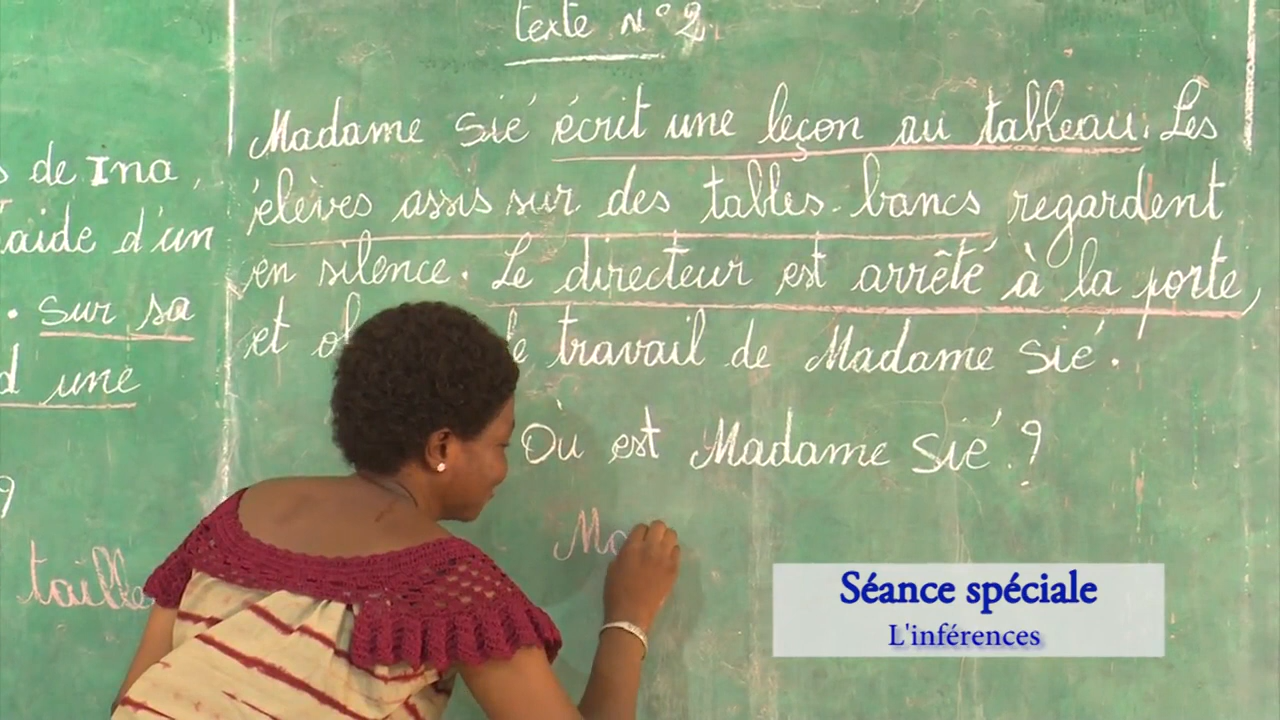 texte N° 2
Madame Sié écrit une leçon au tableau. Les
élèves assis sur des tables-bancs regardent
en silence. Le directeur est arrêté à la porte,
et le travail de Madame Sié.
Où est Madame Sié ?
Ma
s de Ina,
aide d'un
. Sur sa
d une
?
taille
Séance spéciale
L'inférences